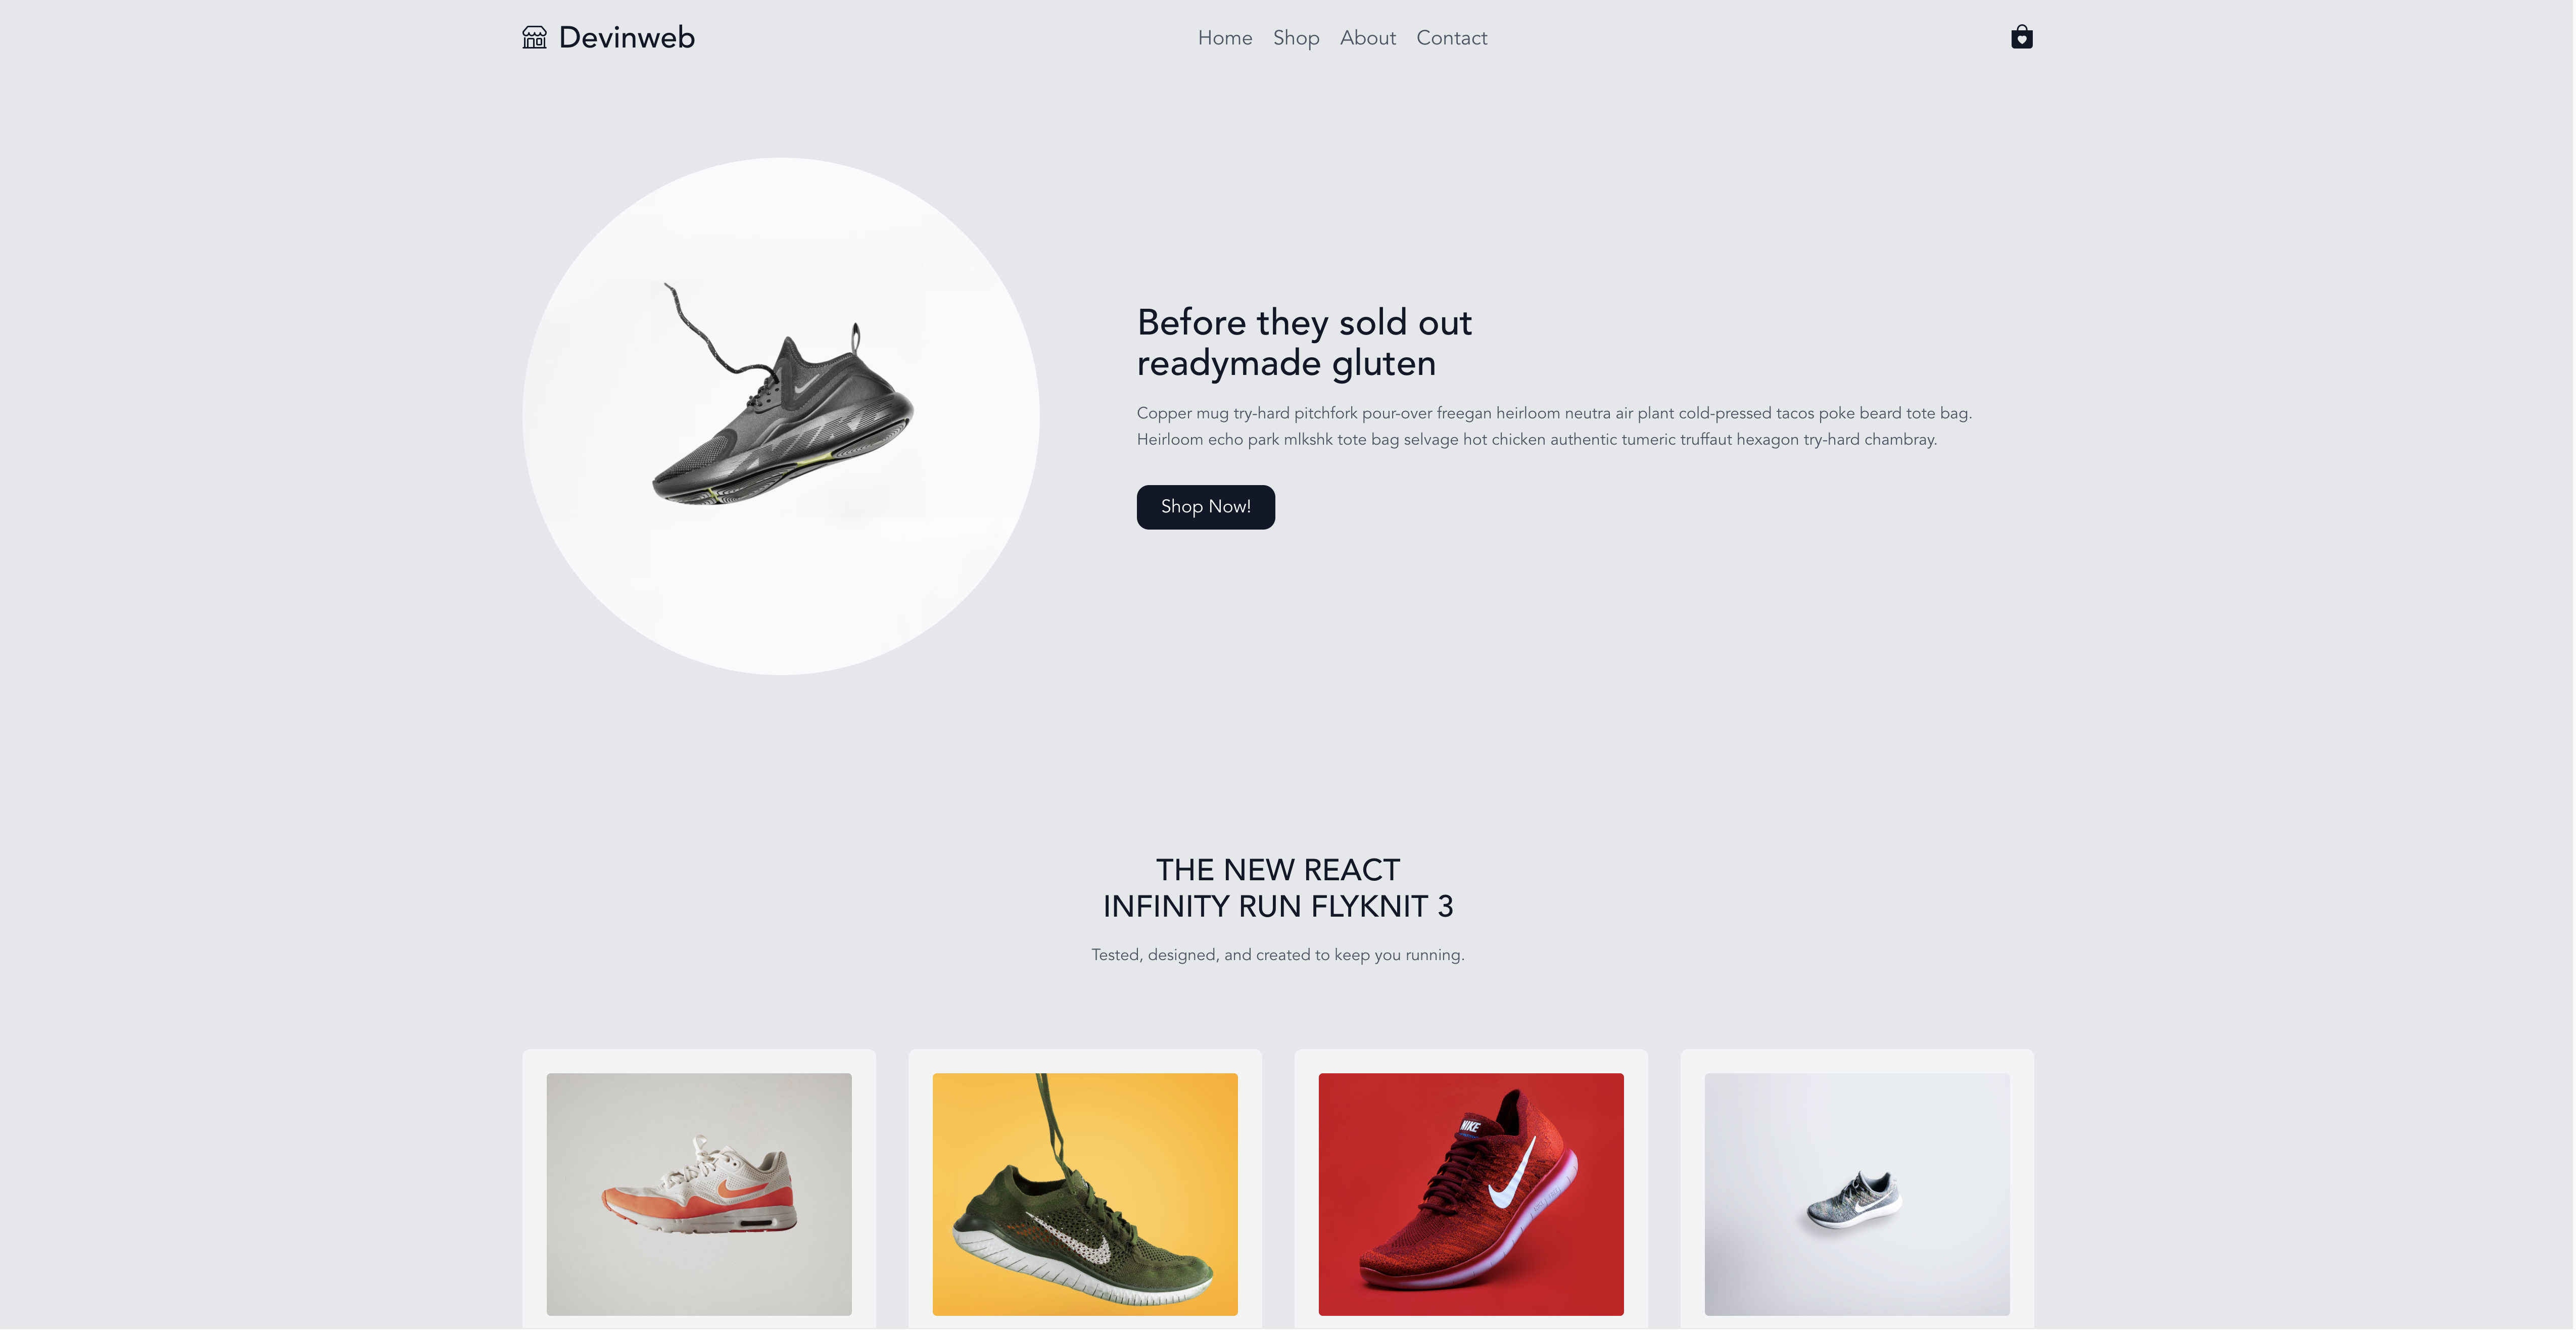 Devinweb
Home Shop About Contact
Before they sold out
readymade gluten
Copper mug try-hard pitchfork pour-over freegan heirloom neutra air plant cold-pressed tacos poke beard tote bag.
Heirloom echo park mlkshk tote bag selvage hot chicken authentic tumeric truffaut hexagon try-hard chambray.
Shop Now!
THE NEW REACT
INFINITY RUN FLYKNIT 3
Tested, designed, and created to keep you running.
NIKE